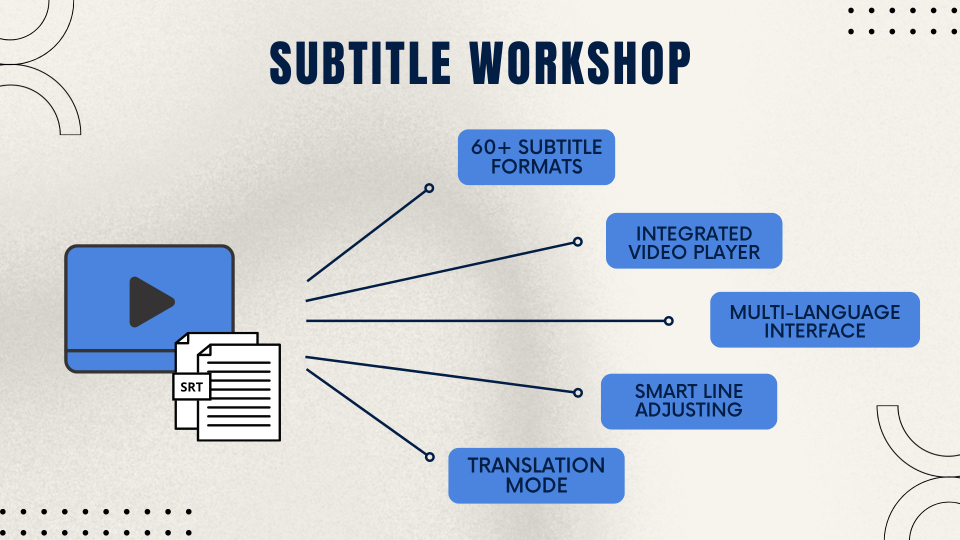 SUBTITLE WORKSHOP
60+ SUBTITLE
FORMATS
INTEGRATED
VIDEO PLAYER
MULTI-LANGUAGE
INTERFACE
SRT
SMART LINE
ADJUSTING
TRANSLATION
MODE